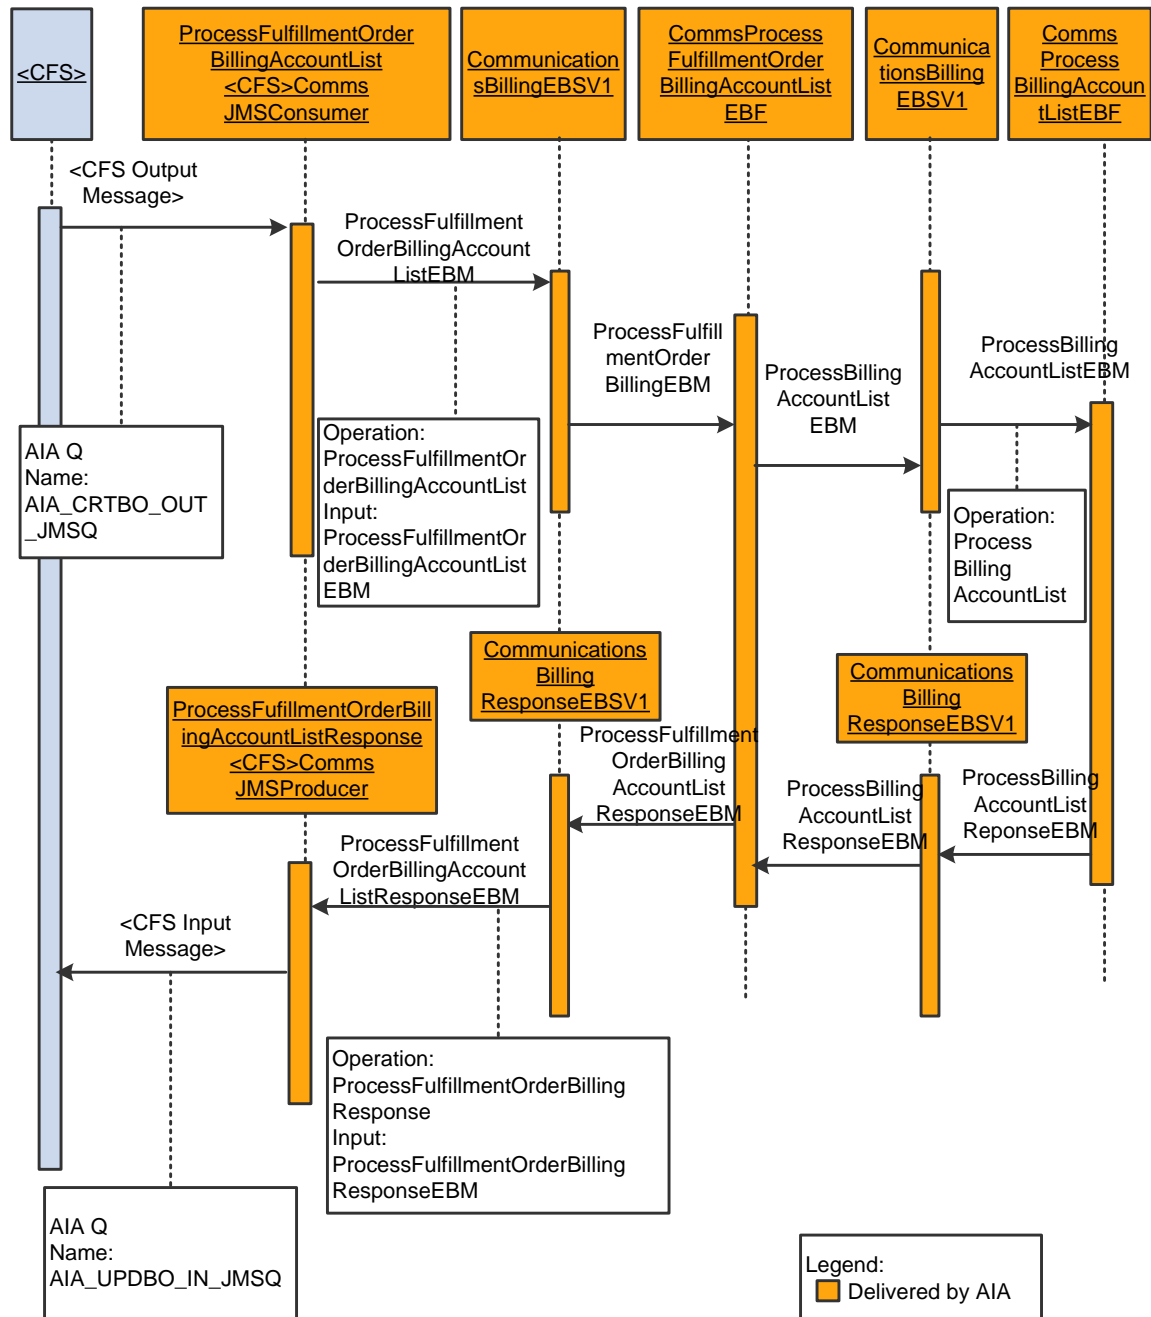 <CFS>
ProcessFulfillmentOrder
BillingAccountList
<CFS>Comms
JMSConsumer
Communication
sBillingEBSV1
CommsProcess
FulfillmentOrder
BillingAccountList
EBF
Communica
tionsBilling
EBSV1
Comms
Process
BillingAccoun
tListEBF
<CFS Output
Message>
ProcessFulfillment
OrderBillingAccount
ListEBM
ProcessFulfill
mentOrder
BillingEBM
ProcessBilling
AccountList
EBM
ProcessBilling
AccountListEBM
AIA Q
Name:
AIA_CRTBO_OUT
_JMSQ
Operation:
ProcessFulfillmentOr
derBillingAccountList
Input:
ProcessFulfillmentOr
derBillingAccountList
EBM
Operation:
Process
Billing
AccountList
Communications
Billing
ResponseEBSV1
Communications
Billing
ResponseEBSV1
ProcessFufillmentOrderBill
ingAccountListResponse
<CFS>Comms
JMSProducer
ProcessFulfillment
OrderBilling
AccountList
ResponseEBM
ProcessBilling
AccountList
ResponseEBM
ProcessBilling
AccountList
ReponseEBM
ProcessFulfillment
OrderBillingAccount
ListResponseEBM
<CFS Input
Message>
Operation:
ProcessFulfillmentOrderBilling
Response
Input:
ProcessFulfillmentOrderBilling
ResponseEBM
AIA Q
Name:
AIA_UPDBO_IN_JMSQ
Legend:
Delivered by AIA